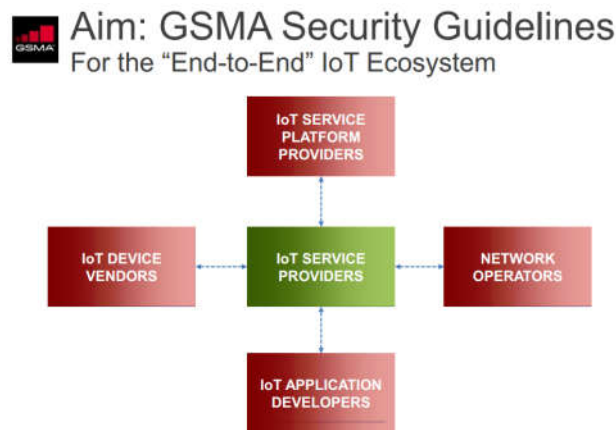 GSMA
Aim: GSMA Security Guidelines
For the “End-to-End” IoT Ecosystem
IoT SERVICE
PLATFORM
PROVIDERS
IoT DEVICE
VENDORS
IoT SERVICE
PROVIDERS
NETWORK
OPERATORS
IoT APPLICATION
DEVELOPERS